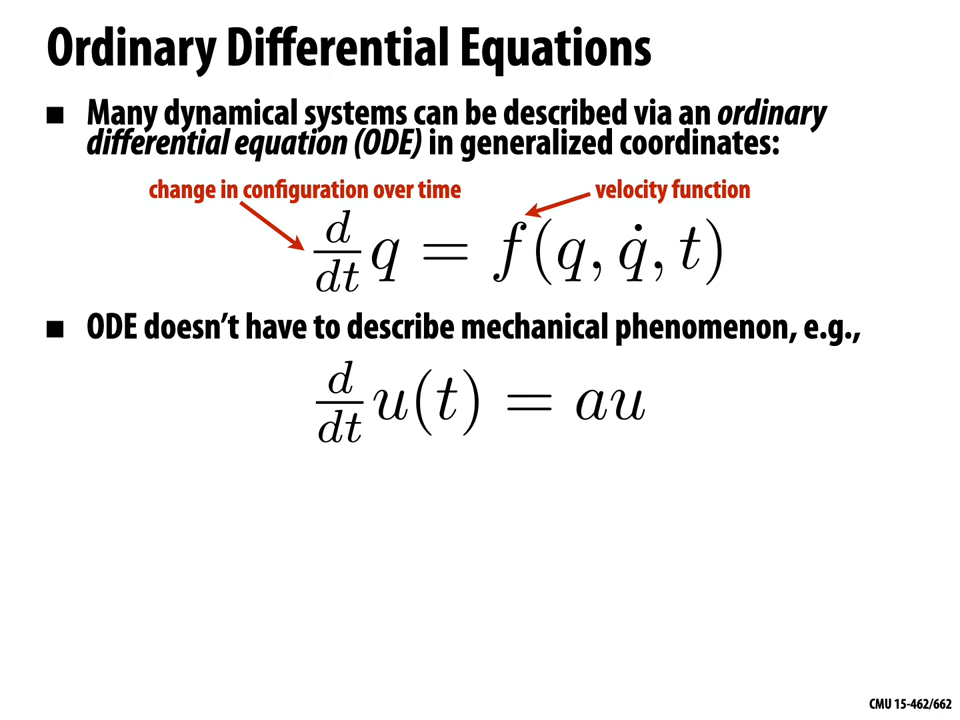 Ordinary Differential Equations
■ Many dynamical systems can be described via an ordinary
differential equation (ODE) in generalized coordinates:
change in configuration over time velocity function
d/dt q = f(q, q̇, t)
■ ODE doesn’t have to describe mechanical phenomenon, e.g.,
d/dt u(t) = au
CMU 15-462/662